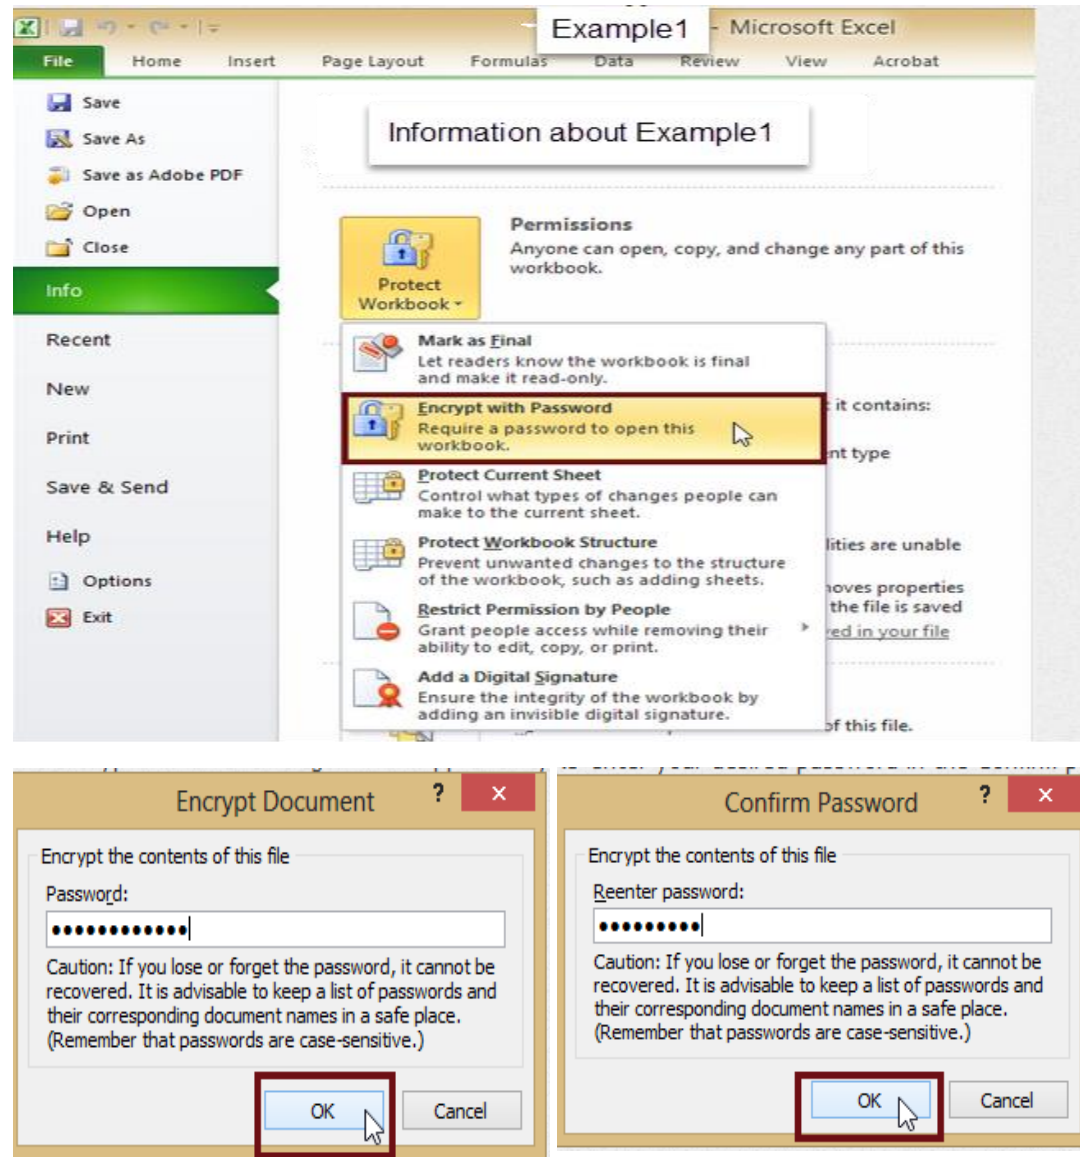 Example1 - Microsoft Excel
File Home Insert Page Layout Formulas Data Review View Acrobat
Save
Save As
Save as Adobe PDF
Open
Close
Info
Recent
New
Print
Save & Send
Help
Options
Exit
Information about Example1
Permissions
Anyone can open, copy, and change any part of this
workbook.
Protect
Workbook
Mark as Final
Let readers know the workbook is final
and make it read-only.
Encrypt with Password
Require a password to open this
workbook.
Protect Current Sheet
Control what types of changes people can
make to the current sheet.
Protect Workbook Structure
Prevent unwanted changes to the structure
of the workbook, such as adding sheets.
Restrict Permission by People
Grant people access while removing their
ability to edit, copy, or print.
Add a Digital Signature
Ensure the integrity of the workbook by
adding an invisible digital signature.
it contains:
type
are unable
properties
the file is saved
in your file
of this file.
enter your desired password in the
Encrypt Document ? ×
Encrypt the contents of this file
Password:
••••••••••••
Caution: If you lose or forget the password, it cannot be
recovered. It is advisable to keep a list of passwords and
their corresponding document names in a safe place.
(Remember that passwords are case-sensitive.)
OK Cancel
Confirm Password ? ×
Encrypt the contents of this file
Reenter password:
•••••••••
Caution: If you lose or forget the password, it cannot be
recovered. It is advisable to keep a list of passwords and
their corresponding document names in a safe place.
(Remember that passwords are case-sensitive.)
OK Cancel